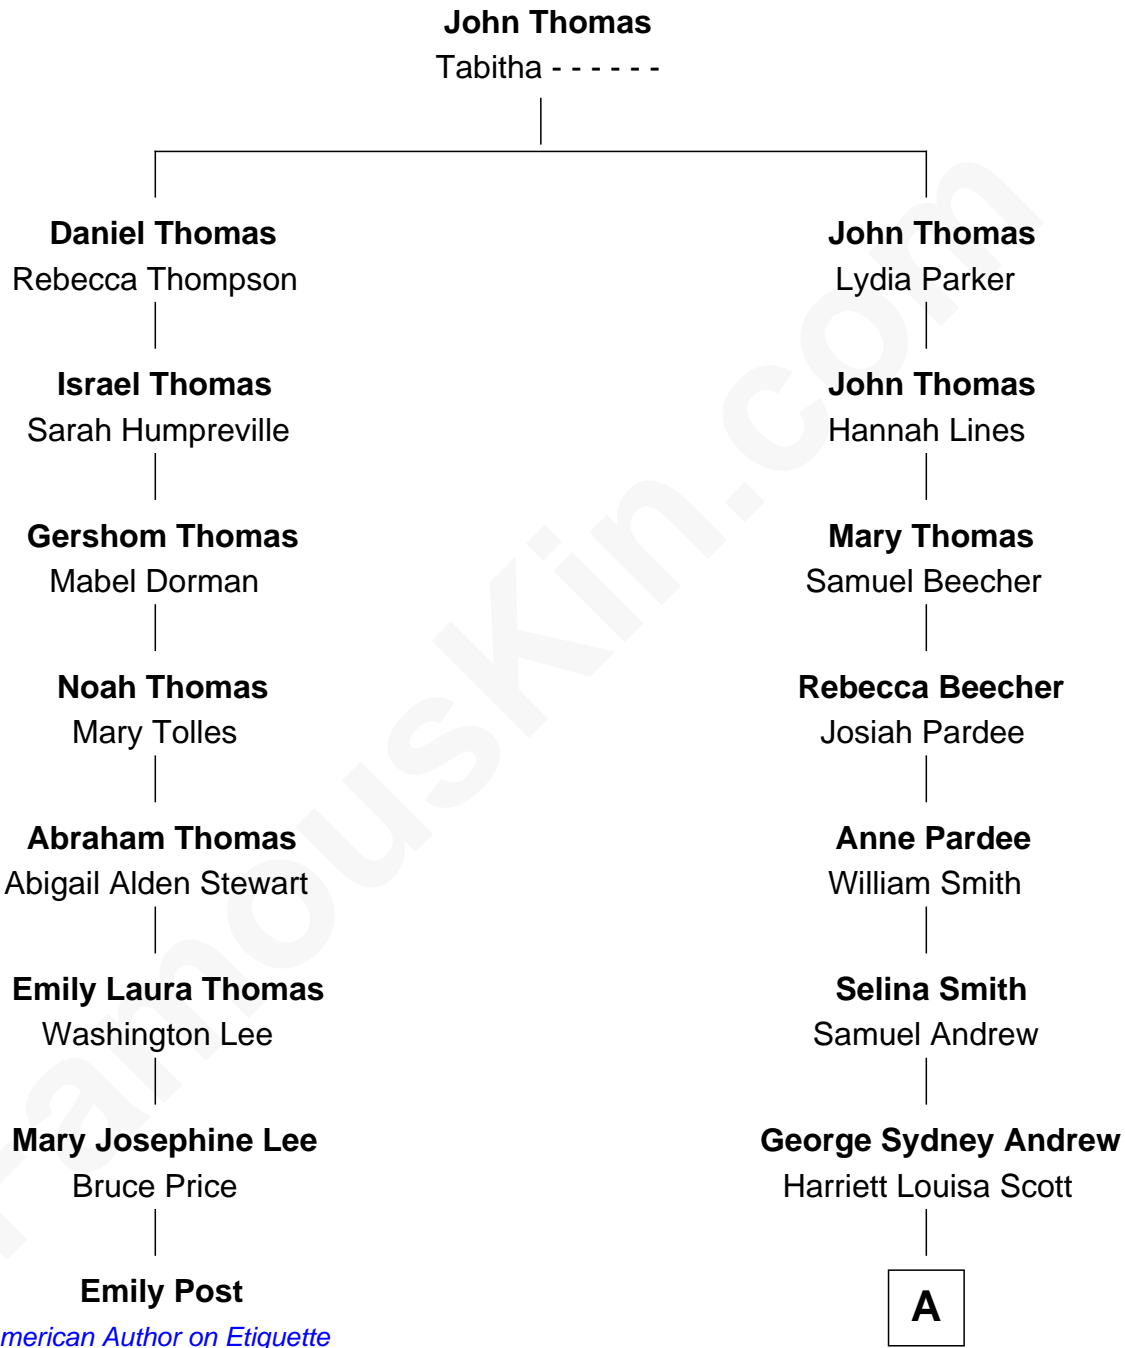 John Thomas
Tabitha - - - - - -
Daniel Thomas
Rebecca Thompson
John Thomas
Lydia Parker
Israel Thomas
Sarah Humpreville
John Thomas
Hannah Lines
Gershom Thomas
Mabel Dorman
Mary Thomas
Samuel Beecher
Noah Thomas
Mary Tolles
Rebecca Beecher
Josiah Pardee
Abraham Thomas
Abigail Alden Stewart
Anne Pardee
William Smith
Emily Laura Thomas
Washington Lee
Selina Smith
Samuel Andrew
Mary Josephine Lee
Bruce Price
George Sydney Andrew
Harriett Louisa Scott
Emily Post
merican Author on Etiquette
A
FamousKin.com